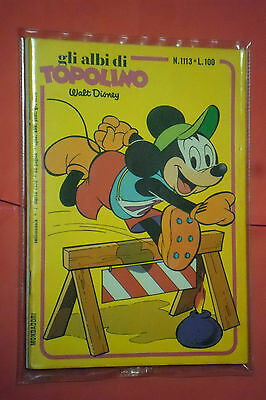 gli albi di
TOPOLINO
N.1113 - L.100
Walt Disney
MONDADORI